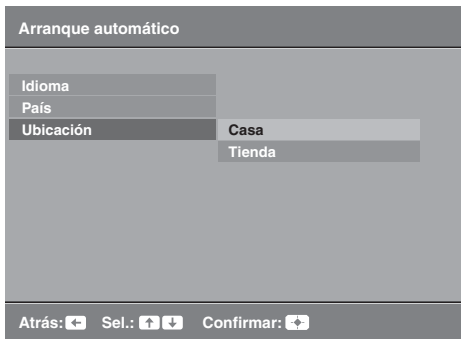 Arranque automático
Idioma
País
Ubicación Casa
Tienda
Atrás: Sel.: Confirmar: